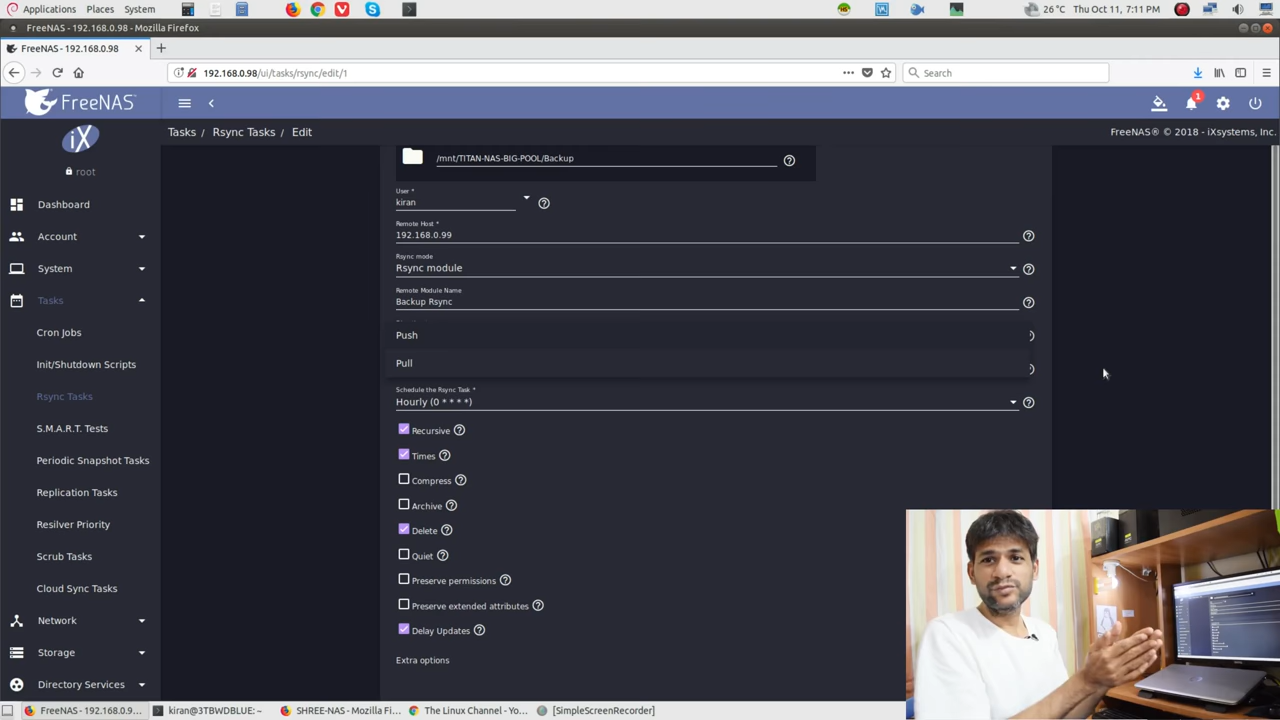 Applications Places System 26 °C Thu Oct 11, 7:11 PM
FreeNAS - 192.168.0.98 - Mozilla Firefox
FreeNAS - 192.168.0.98
192.168.0.98/ui/tasks/rsync/edit/1 Search
FreeNAS® 1
Tasks / Rsync Tasks / Edit FreeNAS® © 2018 - iXsystems, Inc.
iX
root
Dashboard
Account
System
Tasks
Cron Jobs
Init/Shutdown Scripts
Rsync Tasks
S.M.A.R.T. Tests
Periodic Snapshot Tasks
Replication Tasks
Resilver Priority
Scrub Tasks
Cloud Sync Tasks
Network
Storage
Directory Services
/mnt/TITAN-NAS-BIG-POOL/Backup
User *
kiran
Remote Host *
192.168.0.99
Rsync mode
Rsync module
Remote Module Name
Backup Rsync
Push
Pull
Schedule the Rsync Task *
Hourly (0 * * * *)
Recursive
Times
Compress
Archive
Delete
Quiet
Preserve permissions
Preserve extended attributes
Delay Updates
Extra options
FreeNAS - 192.168.0.9... kiran@3TBWDBLUE: ~ SHREE-NAS - Mozilla Fi... The Linux Channel - Yo... [SimpleScreenRecorder]